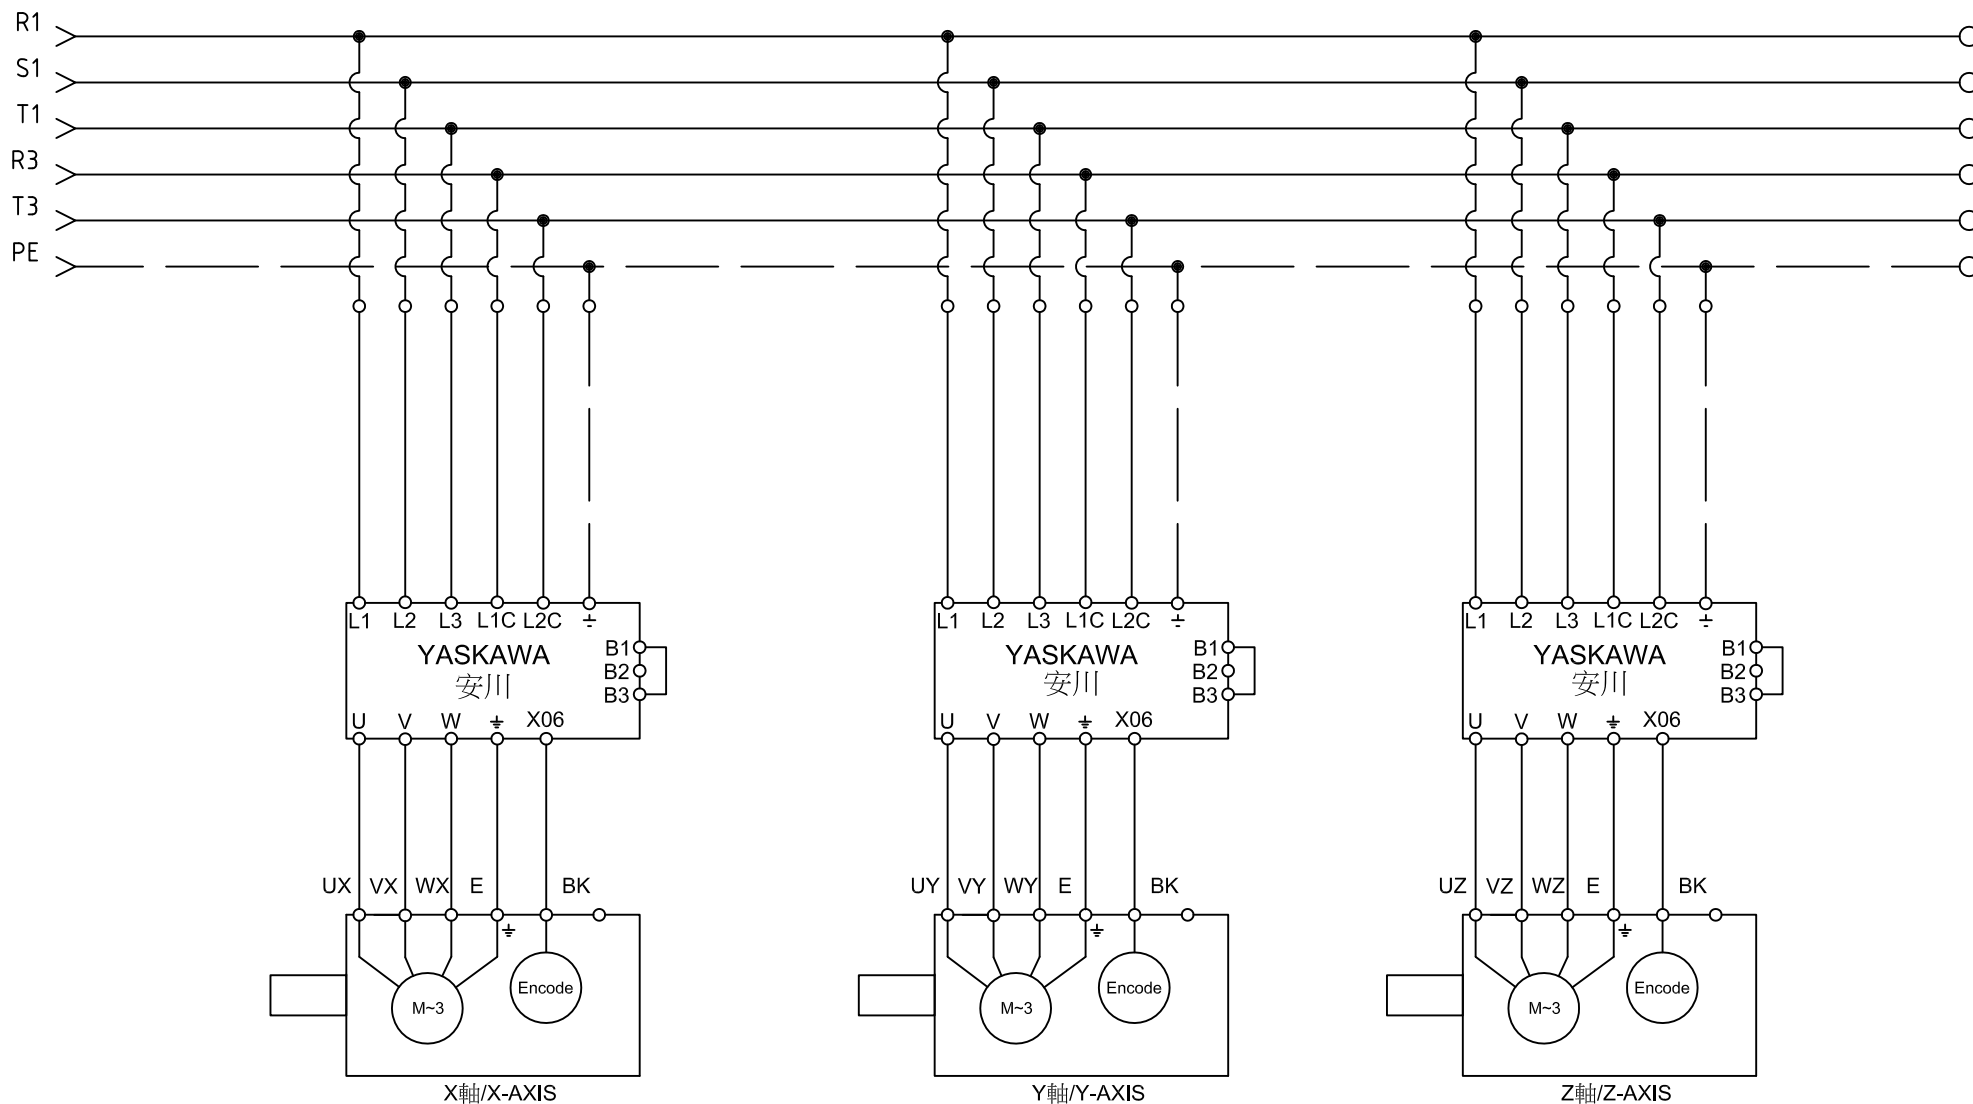 R1
S1
T1
R3
T3
PE
L1 L2 L3 L1C L2C
YASKAWA
安川
B1
B2
B3
U V W X06
UX VX WX E BK
M~3
Encode
X軸/X-AXIS
L1 L2 L3 L1C L2C
YASKAWA
安川
B1
B2
B3
U V W X06
UY VY WY E BK
M~3
Encode
Y軸/Y-AXIS
L1 L2 L3 L1C L2C
YASKAWA
安川
B1
B2
B3
U V W X06
UZ VZ WZ E BK
M~3
Encode
Z軸/Z-AXIS